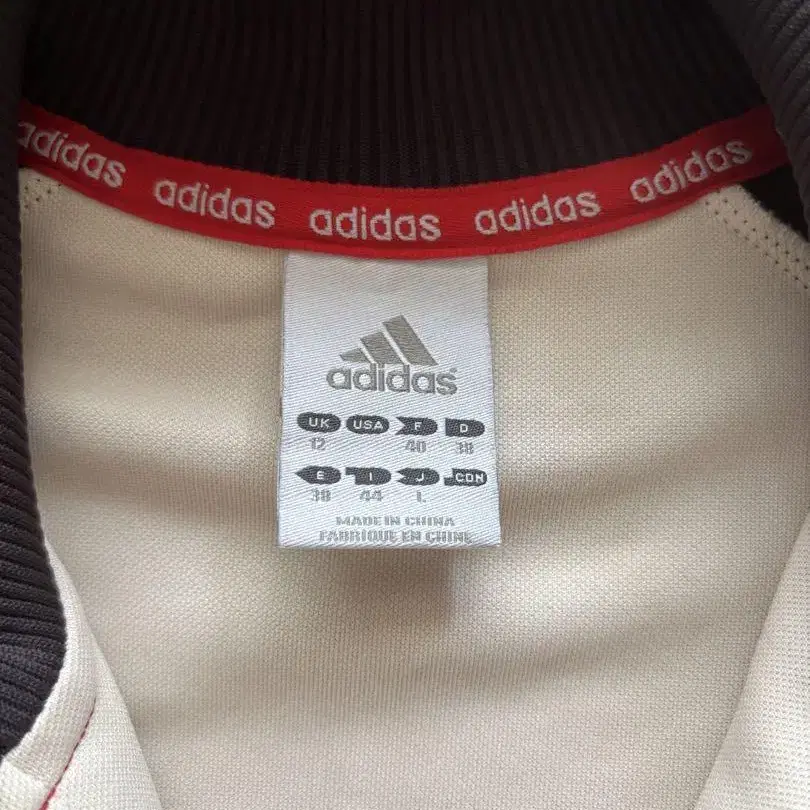 adidas adidas adidas adidas adidas
adidas
UK USA F D
12 40 38
E I J CDN
38 44 L
MADE IN CHINA
FABRIQUE EN CHINE